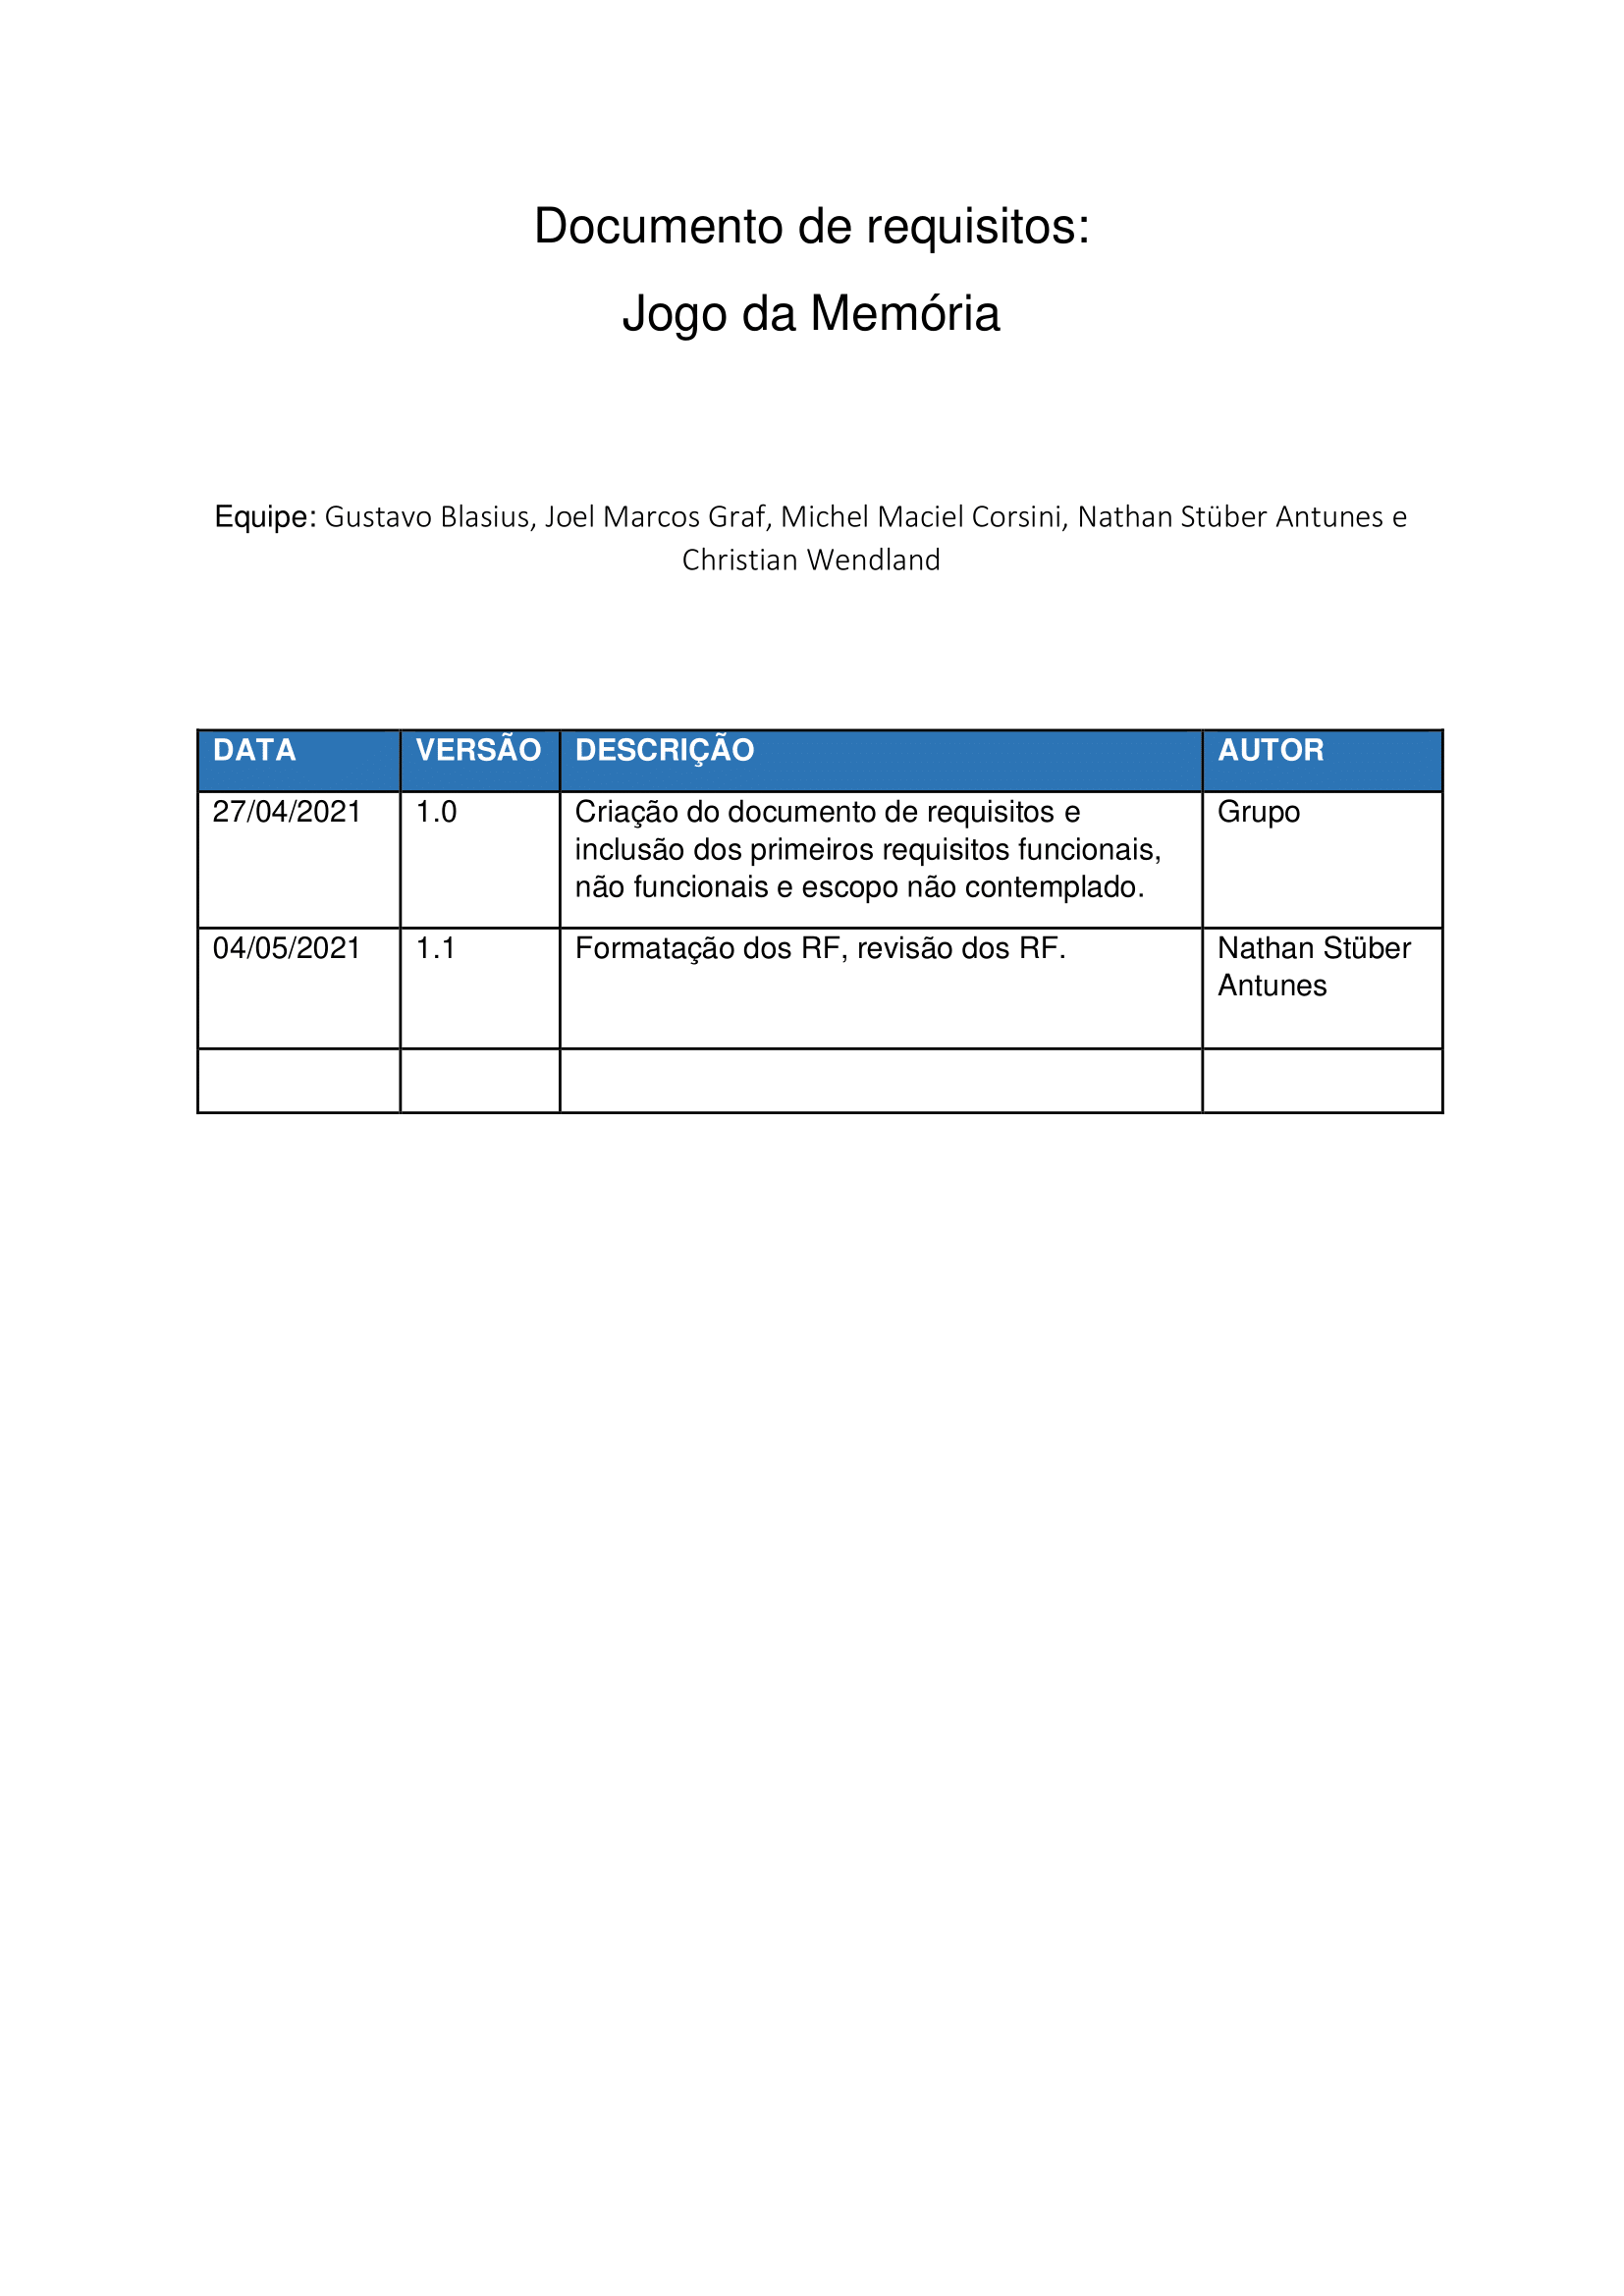 Documento de requisitos:
Jogo da Memória
Equipe: Gustavo Blasius, Joel Marcos Graf, Michel Maciel Corsini, Nathan Stüber Antunes e
Christian Wendland
DATA VERSÃO DESCRIÇÃO AUTOR
27/04/2021 1.0 Criação do documento de requisitos e Grupo
inclusão dos primeiros requisitos funcionais,
não funcionais e escopo não contemplado.
04/05/2021 1.1 Formatação dos RF, revisão dos RF. Nathan Stüber
Antunes